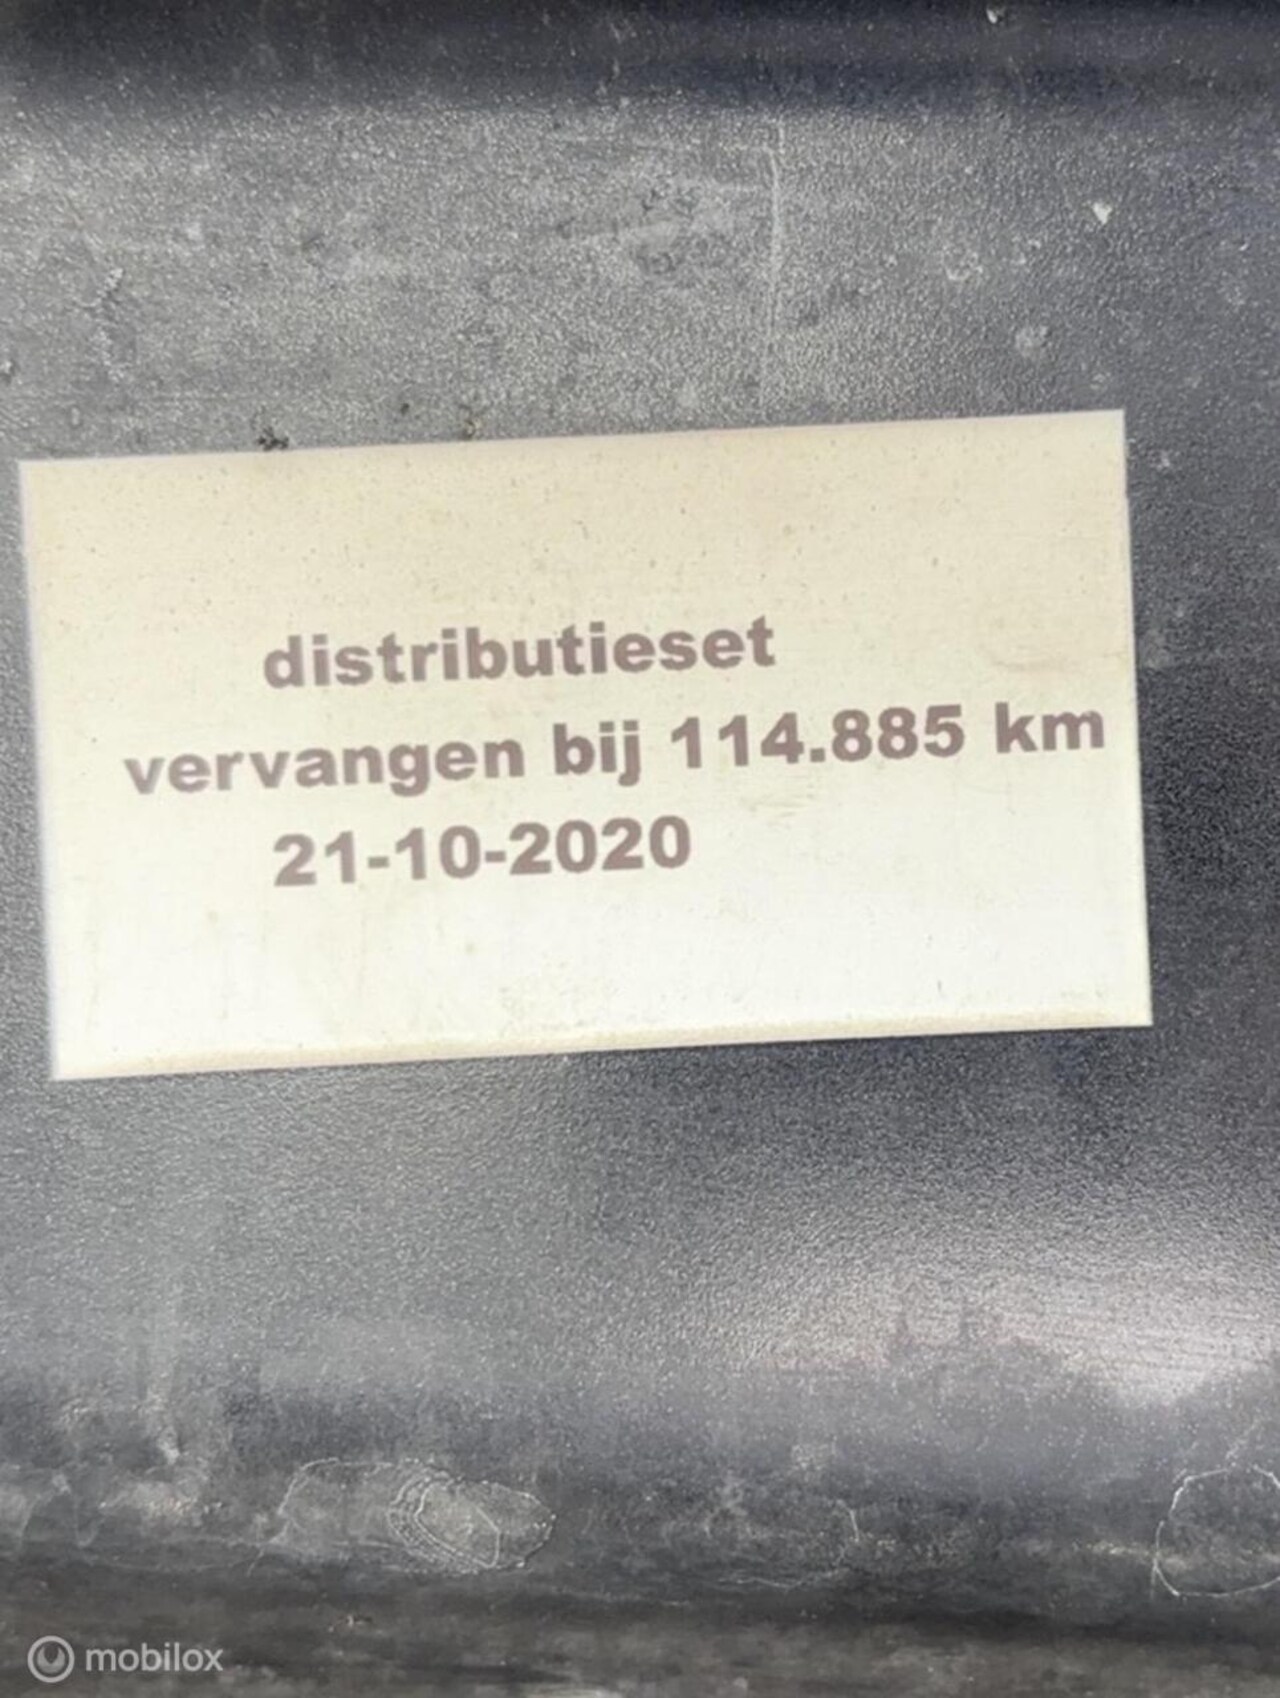 distributieset
vervangen bij 114.885 km
21-10-2020
mobilox